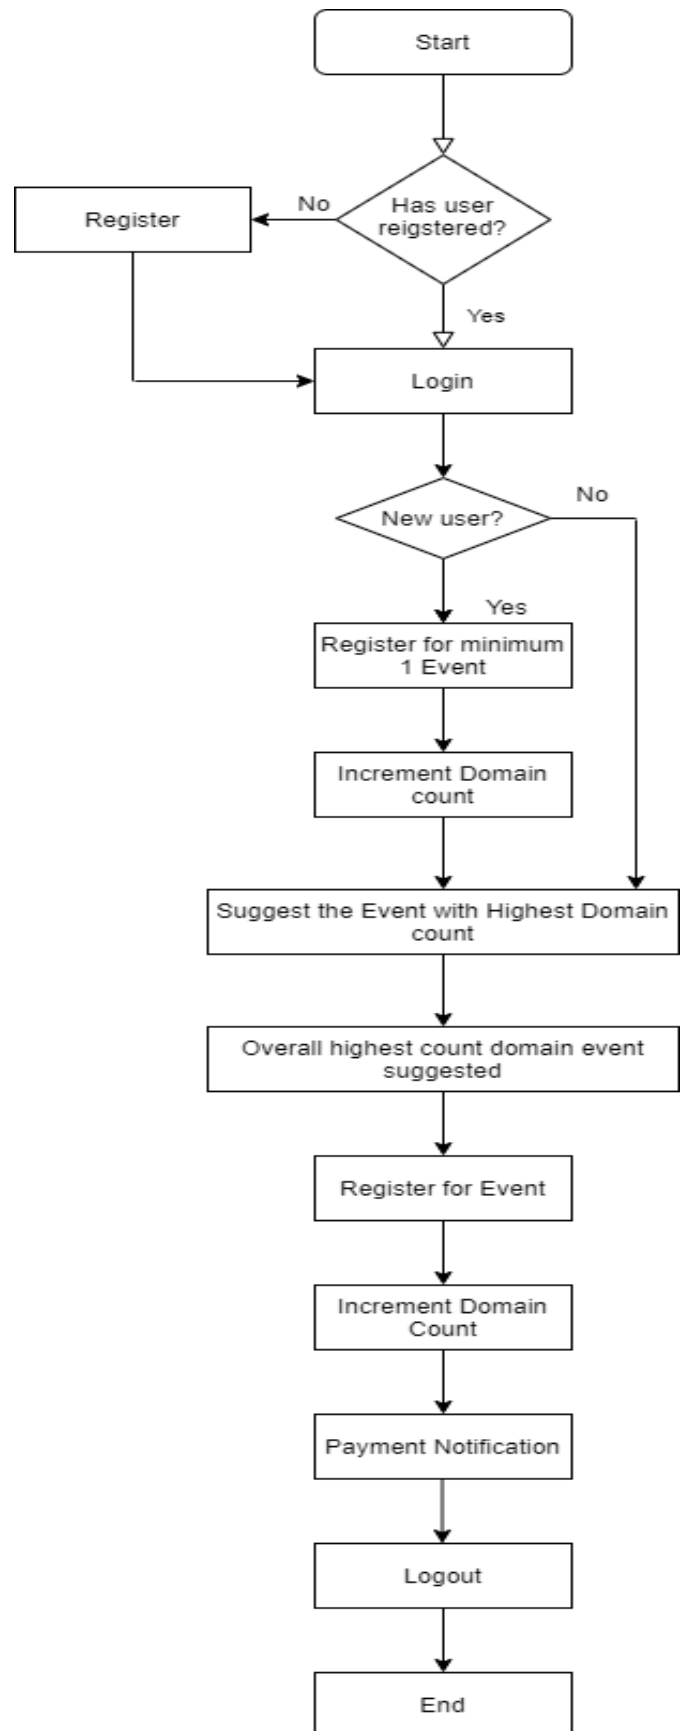 Start
Has user
reigstered?
No
Register
Yes
Login
New user?
No
Yes
Register for minimum
1 Event
Increment Domain
count
Suggest the Event with Highest Domain
count
Overall highest count domain event
suggested
Register for Event
Increment Domain
Count
Payment Notification
Logout
End